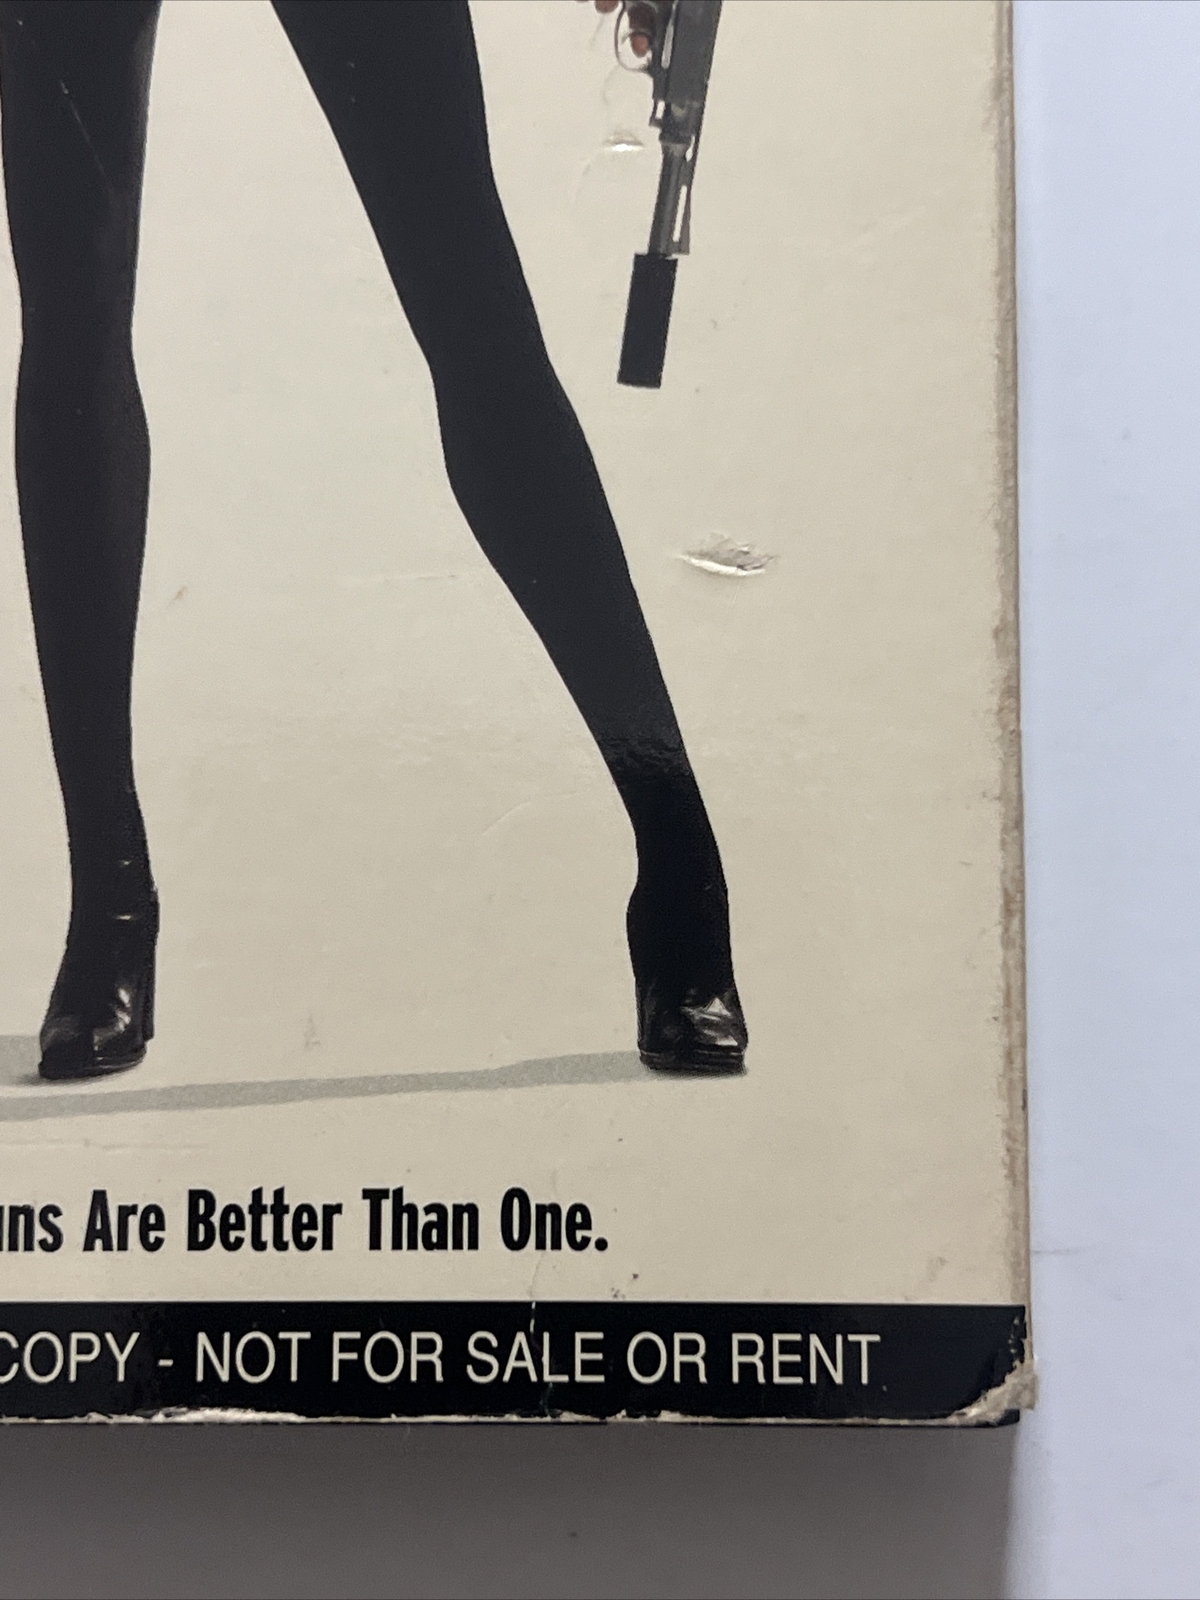 uns Are Better Than One.
COPY - NOT FOR SALE OR RENT